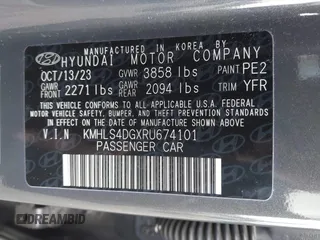 MANUFACTURED IN KOREA BY
HYUNDAI MOTOR COMPANY
OCT/13/23 GVWR 3858 lbs PAINT PE2
GAWR FRONT 2271 lbs GAWR REAR 2094 lbs TRIM YFR
THIS VEHICLE CONFORMS TO ALL APPLICABLE FEDERAL
MOTOR VEHICLE SAFETY, BUMPER, AND THEFT PREVENTION STANDARDS
IN EFFECT ON THE DATE OF MANUFACTURE SHOWN ABOVE.
V.I.N KMHLS4DGXRU674101
PASSENGER CAR
DREAMBID